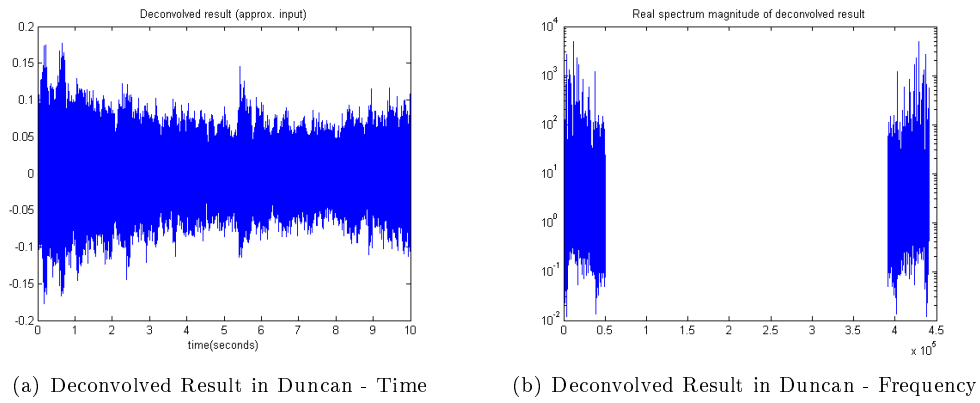 Deconvolved result (approx. input)
0.2
0.15
0.1
0.05
0
-0.05
-0.1
-0.15
-0.2
0 1 2 3 4 5 6 7 8 9 10
time(seconds)
(a) Deconvolved Result in Duncan - Time
Real spectrum magnitude of deconvolved result
10^4
10^3
10^2
10^1
10^0
10^-1
10^-2
0 0.5 1 1.5 2 2.5 3 3.5 4 4.5
x 10^5
(b) Deconvolved Result in Duncan - Frequency